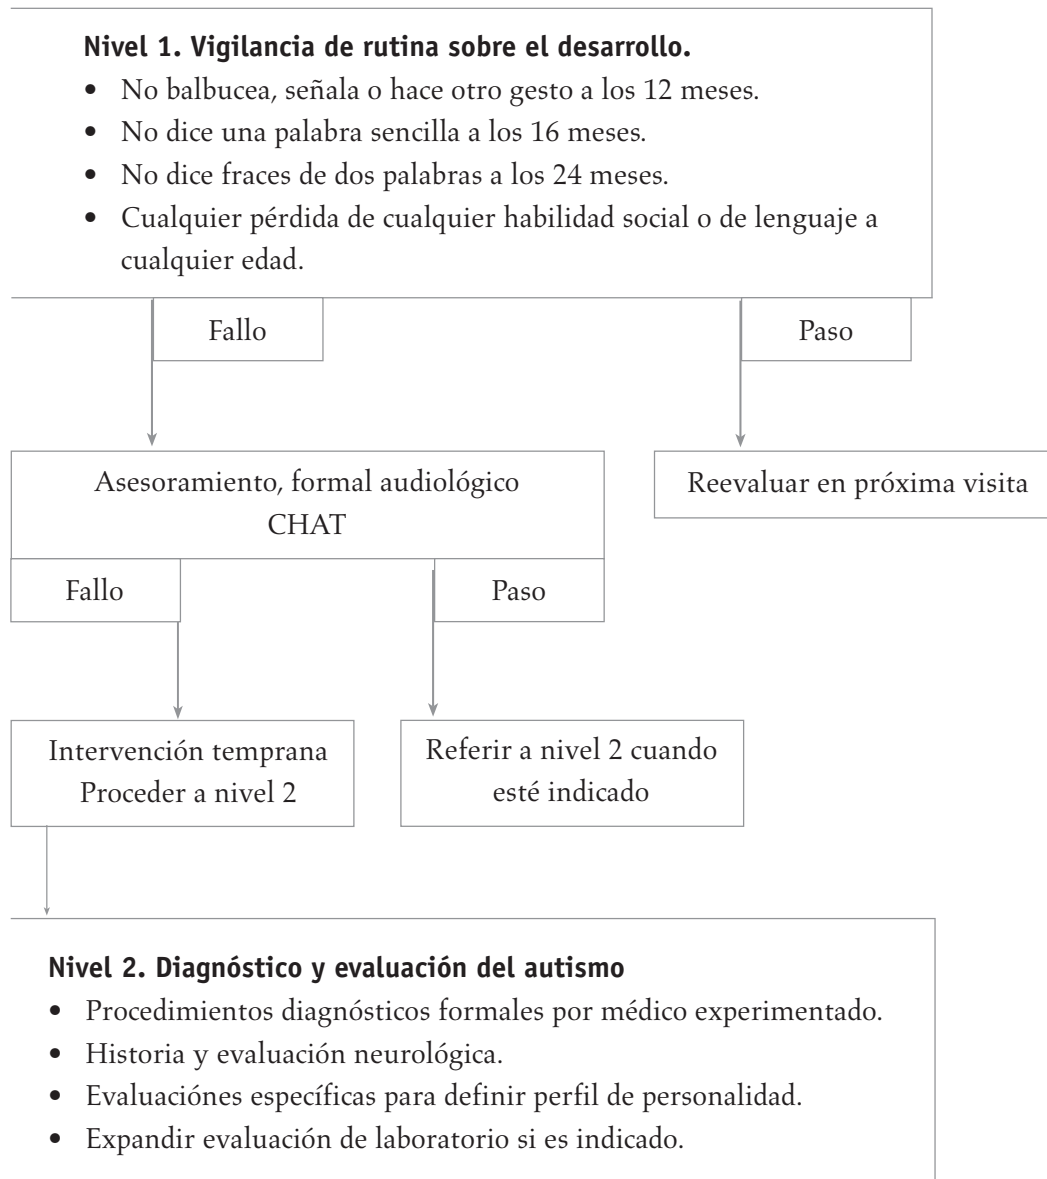 Nivel 1. Vigilancia de rutina sobre el desarrollo.
• No balbucea, señala o hace otro gesto a los 12 meses.
• No dice una palabra sencilla a los 16 meses.
• No dice fraces de dos palabras a los 24 meses.
• Cualquier pérdida de cualquier habilidad social o de lenguaje a
cualquier edad.
Fallo
Paso
Asesoramiento, formal audiológico
CHAT
Reevaluar en próxima visita
Fallo
Paso
Intervención temprana
Proceder a nivel 2
Referir a nivel 2 cuando
esté indicado
Nivel 2. Diagnóstico y evaluación del autismo
• Procedimientos diagnósticos formales por médico experimentado.
• Historia y evaluación neurológica.
• Evaluaciónes específicas para definir perfil de personalidad.
• Expandir evaluación de laboratorio si es indicado.